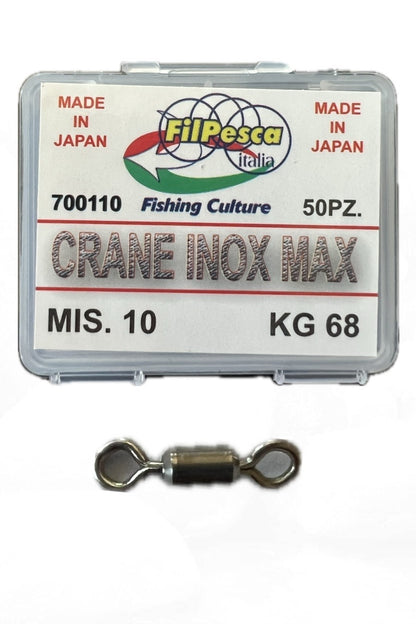 MADE IN JAPAN
FilPesca
italia
MADE IN JAPAN
700110
Fishing Culture
50PZ.
CRANE INOX MAX
MIS. 10
KG 68